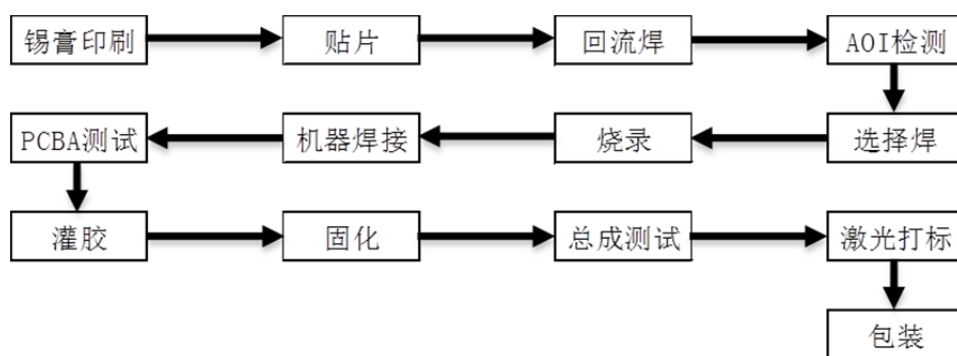 锡膏印刷 贴片 回流焊 AOI检测
PCBA测试 机器焊接 烧录 选择焊
灌胶 固化 总成测试 激光打标
包装